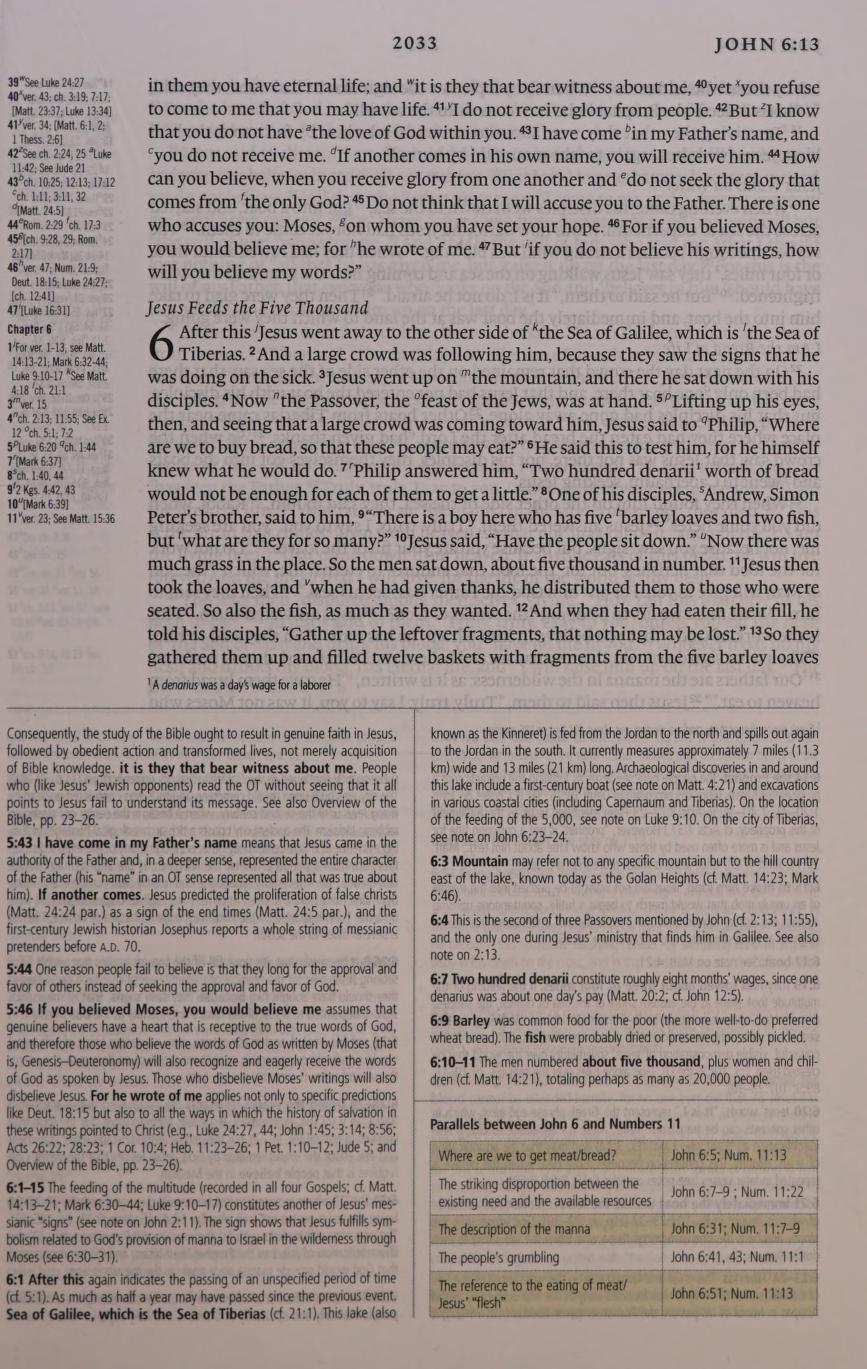 2033 JOHN 6:13
39 w See Luke 24:27
40 x ver. 43; ch. 3:19; 7:17;
[Matt. 23:37; Luke 13:34]
41 y ver. 34; [Matt. 6:1, 2;
1 Thess. 2:6]
42 z See ch. 2:24, 25 a Luke
11:42; See Jude 21
43 b ch. 10:25; 12:13; 17:12
c ch. 1:11; 3:11, 32
d [Matt. 24:5]
44 e Rom. 2:29 f ch. 17:3
45 g [ch. 9:28, 29; Rom.
2:17]
46 h ver. 47; Num. 21:9;
Deut. 18:15; Luke 24:27;
[ch. 12:41]
47 i [Luke 16:31]
Chapter 6
1 j For ver. 1-13, see Matt.
14:13-21; Mark 6:32-44;
Luke 9:10-17 k See Matt.
4:18 l ch. 21:1
3 m ver. 15
4 n ch. 2:13; 11:55; See Ex.
12 o ch. 5:1; 7:2
5 p Luke 6:20 q ch. 1:44
7 r [Mark 6:37]
8 s ch. 1:40, 44
9 t 2 Kgs. 4:42, 43
10 u [Mark 6:39]
11 v ver. 23; See Matt. 15:36
in them you have eternal life; and w it is they that bear witness about me, 40 yet x you refuse
to come to me that you may have life. 41 y I do not receive glory from people. 42 But z I know
that you do not have a the love of God within you. 43 I have come b in my Father's name, and
c you do not receive me. d If another comes in his own name, you will receive him. 44 How
can you believe, when you receive glory from one another and e do not seek the glory that
comes from f the only God? 45 Do not think that I will accuse you to the Father. There is one
who accuses you: Moses, g on whom you have set your hope. 46 For if you believed Moses,
you would believe me; for h he wrote of me. 47 But i if you do not believe his writings, how
will you believe my words?”
Jesus Feeds the Five Thousand
6 After this j Jesus went away to the other side of k the Sea of Galilee, which is l the Sea of
Tiberias. 2 And a large crowd was following him, because they saw the signs that he
was doing on the sick. 3 Jesus went up on m the mountain, and there he sat down with his
disciples. 4 Now n the Passover, the o feast of the Jews, was at hand. 5 p Lifting up his eyes,
then, and seeing that a large crowd was coming toward him, Jesus said to q Philip, “Where
are we to buy bread, so that these people may eat?” 6 He said this to test him, for he himself
knew what he would do. 7 r Philip answered him, “Two hundred denarii 1 worth of bread
would not be enough for each of them to get a little.” 8 One of his disciples, s Andrew, Simon
Peter's brother, said to him, 9 “There is a boy here who has five t barley loaves and two fish,
but t what are they for so many?” 10 Jesus said, “Have the people sit down.” u Now there was
much grass in the place. So the men sat down, about five thousand in number. 11 Jesus then
took the loaves, and v when he had given thanks, he distributed them to those who were
seated. So also the fish, as much as they wanted. 12 And when they had eaten their fill, he
told his disciples, “Gather up the leftover fragments, that nothing may be lost.” 13 So they
gathered them up and filled twelve baskets with fragments from the five barley loaves
1 A denarius was a day's wage for a laborer
Consequently, the study of the Bible ought to result in genuine faith in Jesus,
followed by obedient action and transformed lives, not merely acquisition
of Bible knowledge. it is they that bear witness about me. People
who (like Jesus' Jewish opponents) read the OT without seeing that it all
points to Jesus fail to understand its message. See also Overview of the
Bible, pp. 23–26.
5:43 I have come in my Father's name means that Jesus came in the
authority of the Father and, in a deeper sense, represented the entire character
of the Father (his “name” in an OT sense represented all that was true about
him). If another comes. Jesus predicted the proliferation of false christs
(Matt. 24:24 par.) as a sign of the end times (Matt. 24:5 par.), and the
first-century Jewish historian Josephus reports a whole string of messianic
pretenders before A.D. 70.
5:44 One reason people fail to believe is that they long for the approval and
favor of others instead of seeking the approval and favor of God.
5:46 If you believed Moses, you would believe me assumes that
genuine believers have a heart that is receptive to the true words of God,
and therefore those who believe the words of God as written by Moses (that
is, Genesis–Deuteronomy) will also recognize and eagerly receive the words
of God as spoken by Jesus. Those who disbelieve Moses' writings will also
disbelieve Jesus. For he wrote of me applies not only to specific predictions
like Deut. 18:15 but also to all the ways in which the history of salvation in
these writings pointed to Christ (e.g., Luke 24:27, 44; John 1:45; 3:14; 8:56;
Acts 26:22; 28:23; 1 Cor. 10:4; Heb. 11:23–26; 1 Pet. 1:10–12; Jude 5; and
Overview of the Bible, pp. 23–26).
6:1–15 The feeding of the multitude (recorded in all four Gospels; cf. Matt.
14:13–21; Mark 6:30–44; Luke 9:10–17) constitutes another of Jesus' mes-
sianic “signs” (see note on John 2:11). The sign shows that Jesus fulfills sym-
bolism related to God's provision of manna to Israel in the wilderness through
Moses (see 6:30–31).
6:1 After this again indicates the passing of an unspecified period of time
(cf. 5:1). As much as half a year may have passed since the previous event.
Sea of Galilee, which is the Sea of Tiberias (cf. 21:1). This lake (also
known as the Kinneret) is fed from the Jordan to the north and spills out again
to the Jordan in the south. It currently measures approximately 7 miles (11.3
km) wide and 13 miles (21 km) long. Archaeological discoveries in and around
this lake include a first-century boat (see note on Matt. 4:21) and excavations
in various coastal cities (including Capernaum and Tiberias). On the location
of the feeding of the 5,000, see note on Luke 9:10. On the city of Tiberias,
see note on John 6:23–24.
6:3 Mountain may refer not to any specific mountain but to the hill country
east of the lake, known today as the Golan Heights (cf. Matt. 14:23; Mark
6:46).
6:4 This is the second of three Passovers mentioned by John (cf. 2:13; 11:55),
and the only one during Jesus' ministry that finds him in Galilee. See also
note on 2:13.
6:7 Two hundred denarii constitute roughly eight months' wages, since one
denarius was about one day's pay (Matt. 20:2; cf. John 12:5).
6:9 Barley was common food for the poor (the more well-to-do preferred
wheat bread). The fish were probably dried or preserved, possibly pickled.
6:10–11 The men numbered about five thousand, plus women and chil-
dren (cf. Matt. 14:21), totaling perhaps as many as 20,000 people.
Parallels between John 6 and Numbers 11
Where are we to get meat/bread? John 6:5; Num. 11:13
The striking disproportion between the
existing need and the available resources John 6:7–9 ; Num. 11:22
The description of the manna John 6:31; Num. 11:7–9
The people's grumbling John 6:41, 43; Num. 11:1
The reference to the eating of meat/
Jesus' “flesh” John 6:51; Num. 11:13